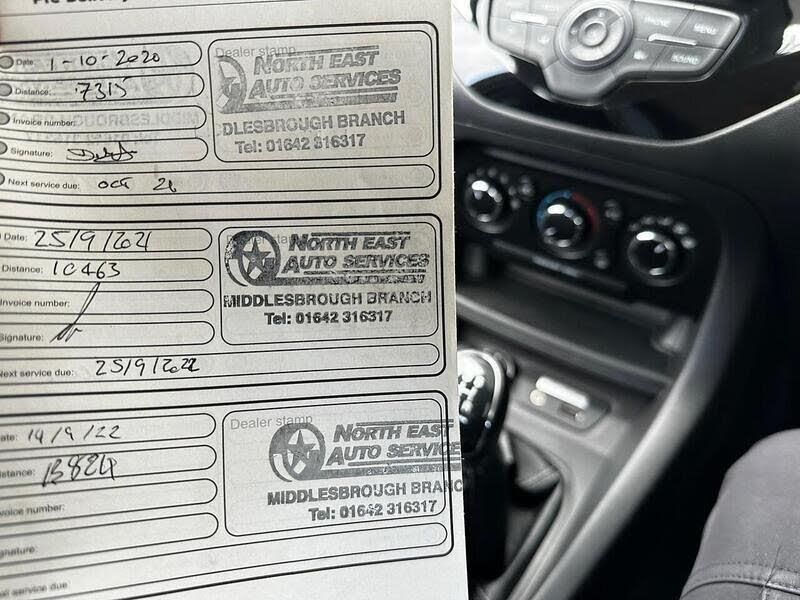 Date: 1-10-2020
Distance: 7315
Invoice number:
Signature:
Next service due: OCT 21
Dealer stamp
NORTH EAST
AUTO SERVICES
DLESBROUGH BRANCH
Tel: 01642 316317
Date: 25/9/2021
Distance: 10463
Invoice number:
Signature:
Next service due: 25/9/2022
NORTH EAST
AUTO SERVICES
MIDDLESBROUGH BRANCH
Tel: 01642 316317
ate: 14/9/22
istance: 13824
voice number:
gnature:
service due
Dealer stamp
NORTH EAST
AUTO SERVICE
MIDDLESBROUGH BRANC
Tel: 01642 316317
PHONE
MENU
SOUND